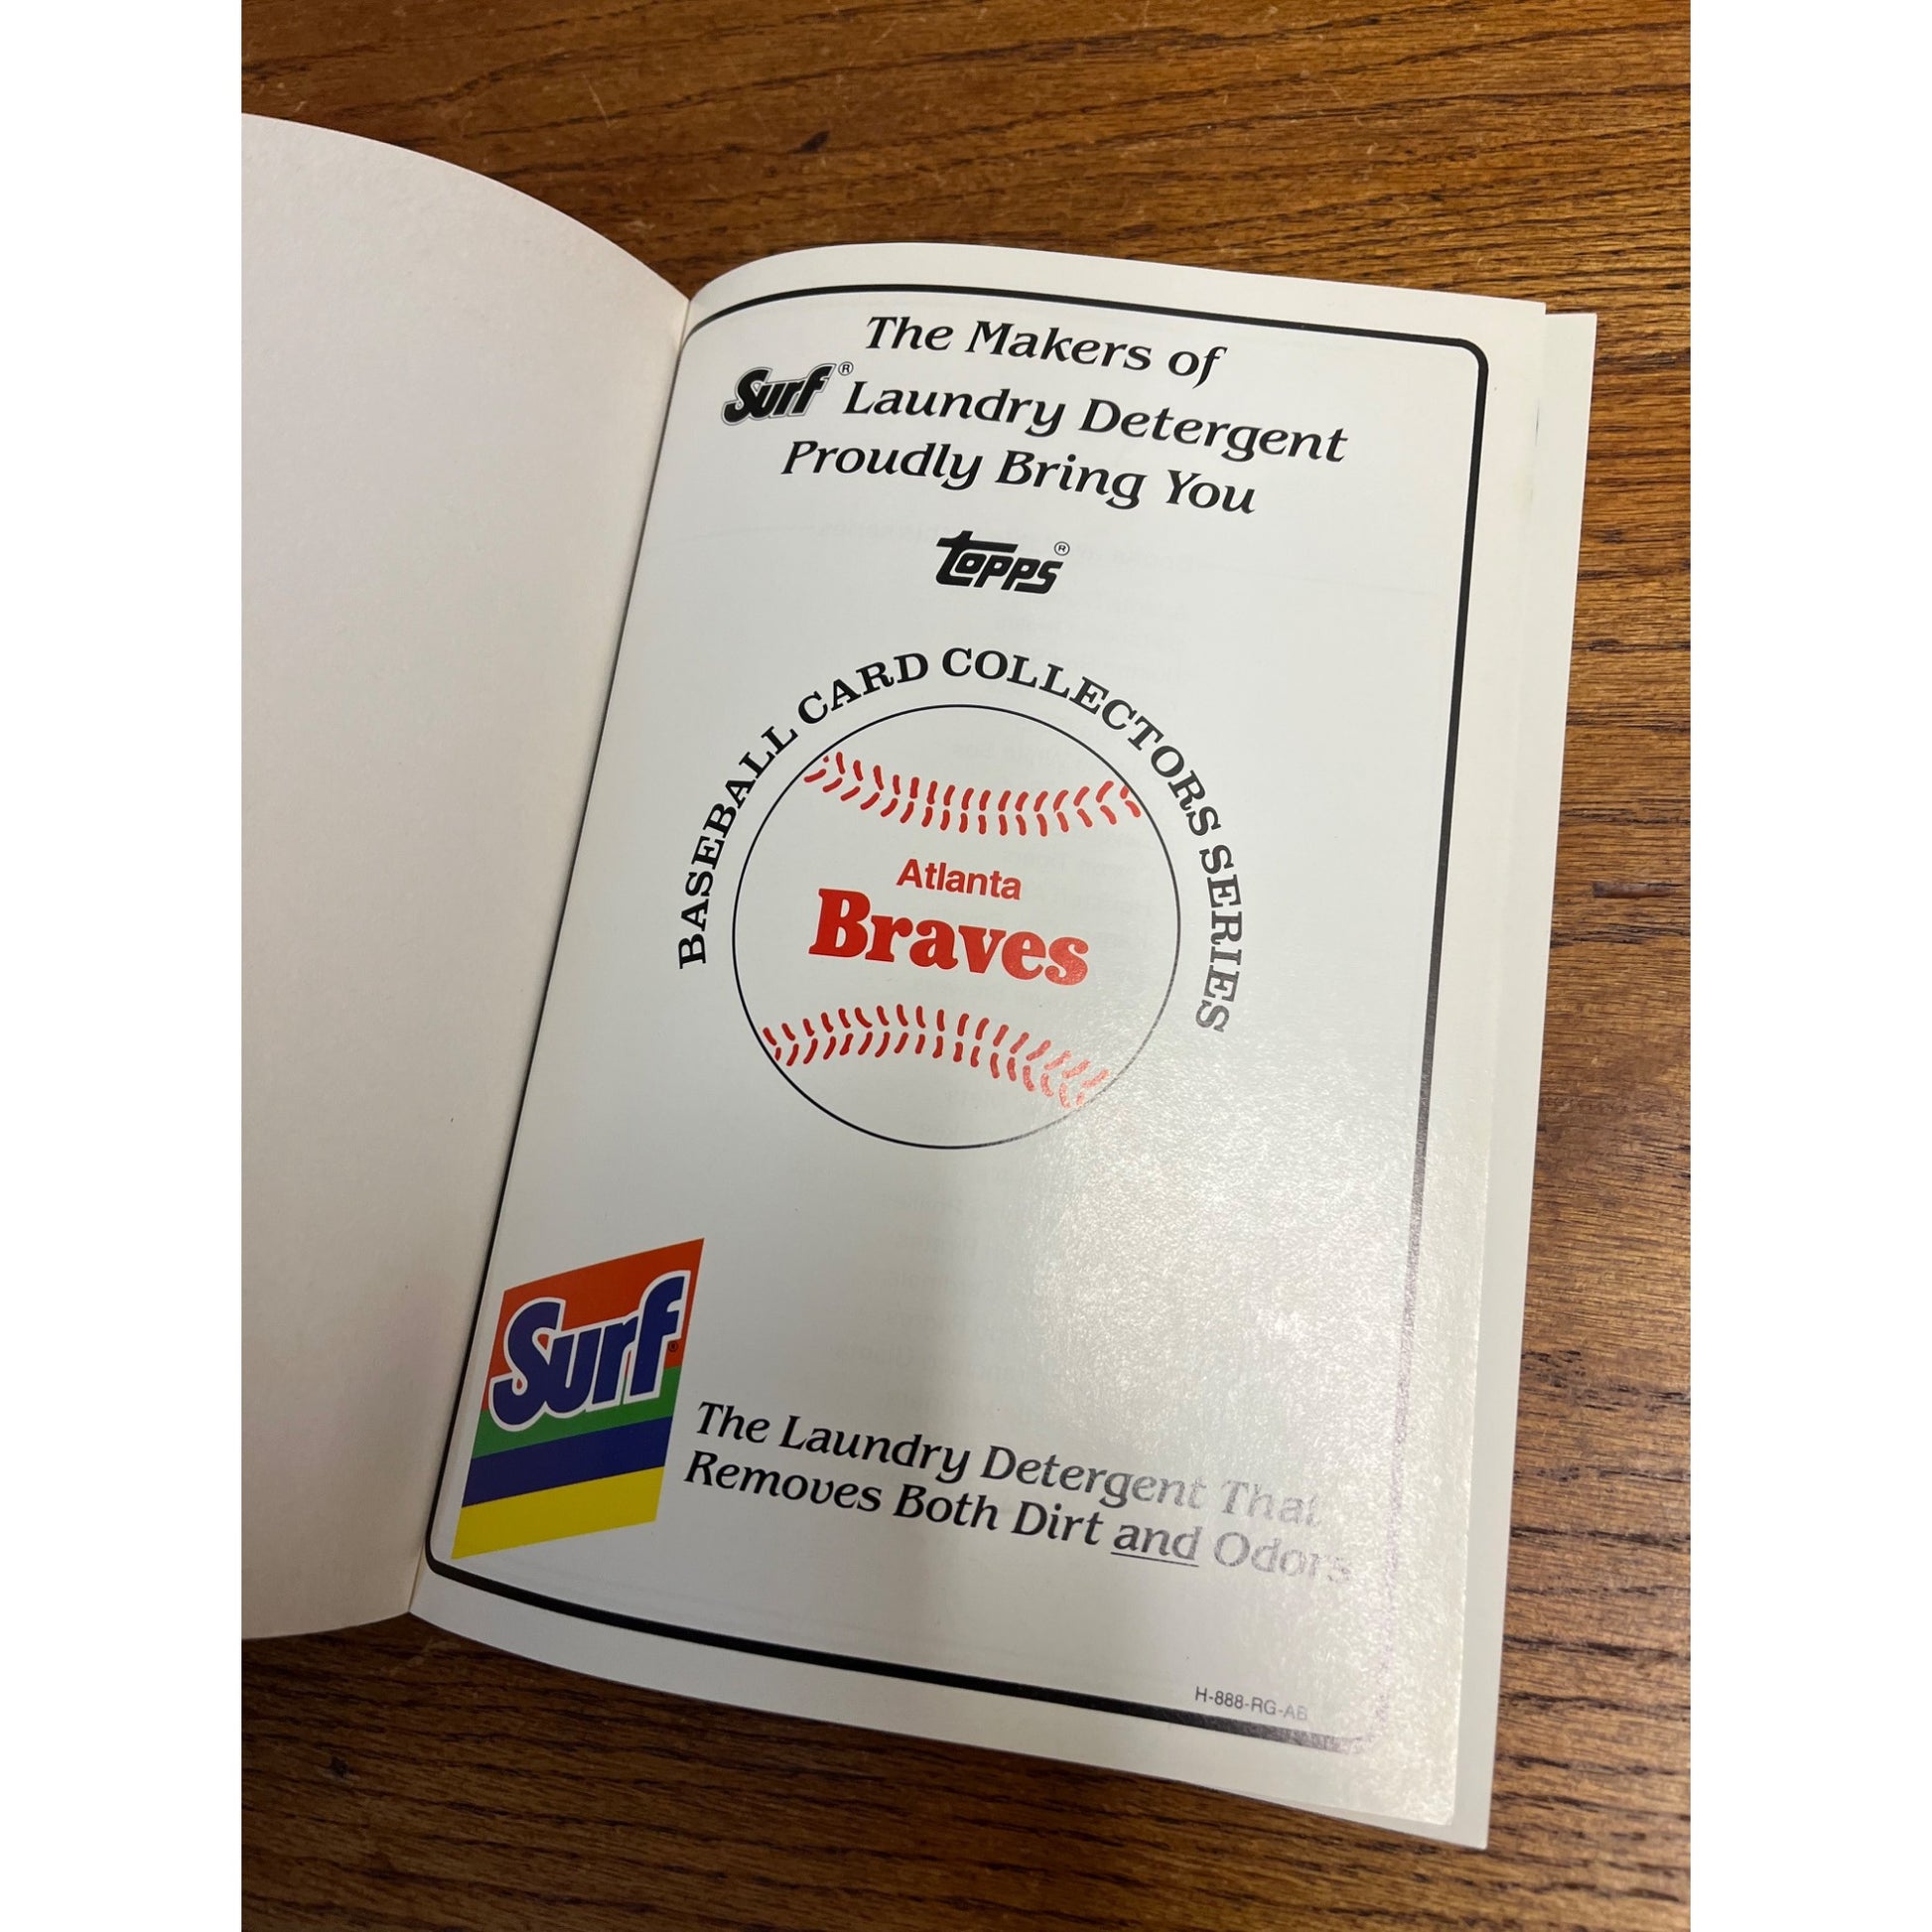 The Makers of
Surf® Laundry Detergent
Proudly Bring You
Topps®
BASEBALL CARD COLLECTORS SERIES
Atlanta
Braves
Surf®
The Laundry Detergent That
Removes Both Dirt and Odors
H-888-RG-AB